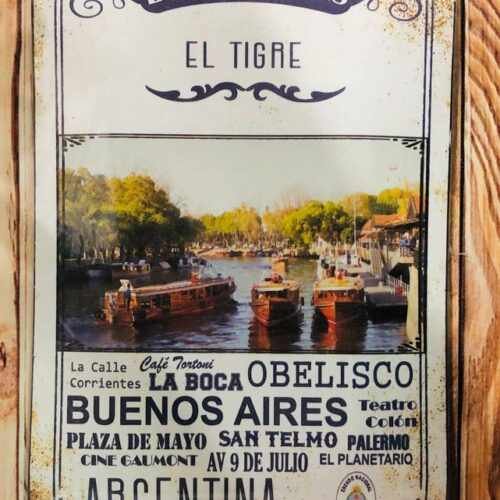 EL TIGRE
La Calle Corrientes
Café Tortoni
LA BOCA
OBELISCO
BUENOS AIRES
Teatro Colón
PLAZA DE MAYO
SAN TELMO
PALERMO
CINE GAUMONT
AV 9 DE JULIO
EL PLANETARIO
ARGENTINA